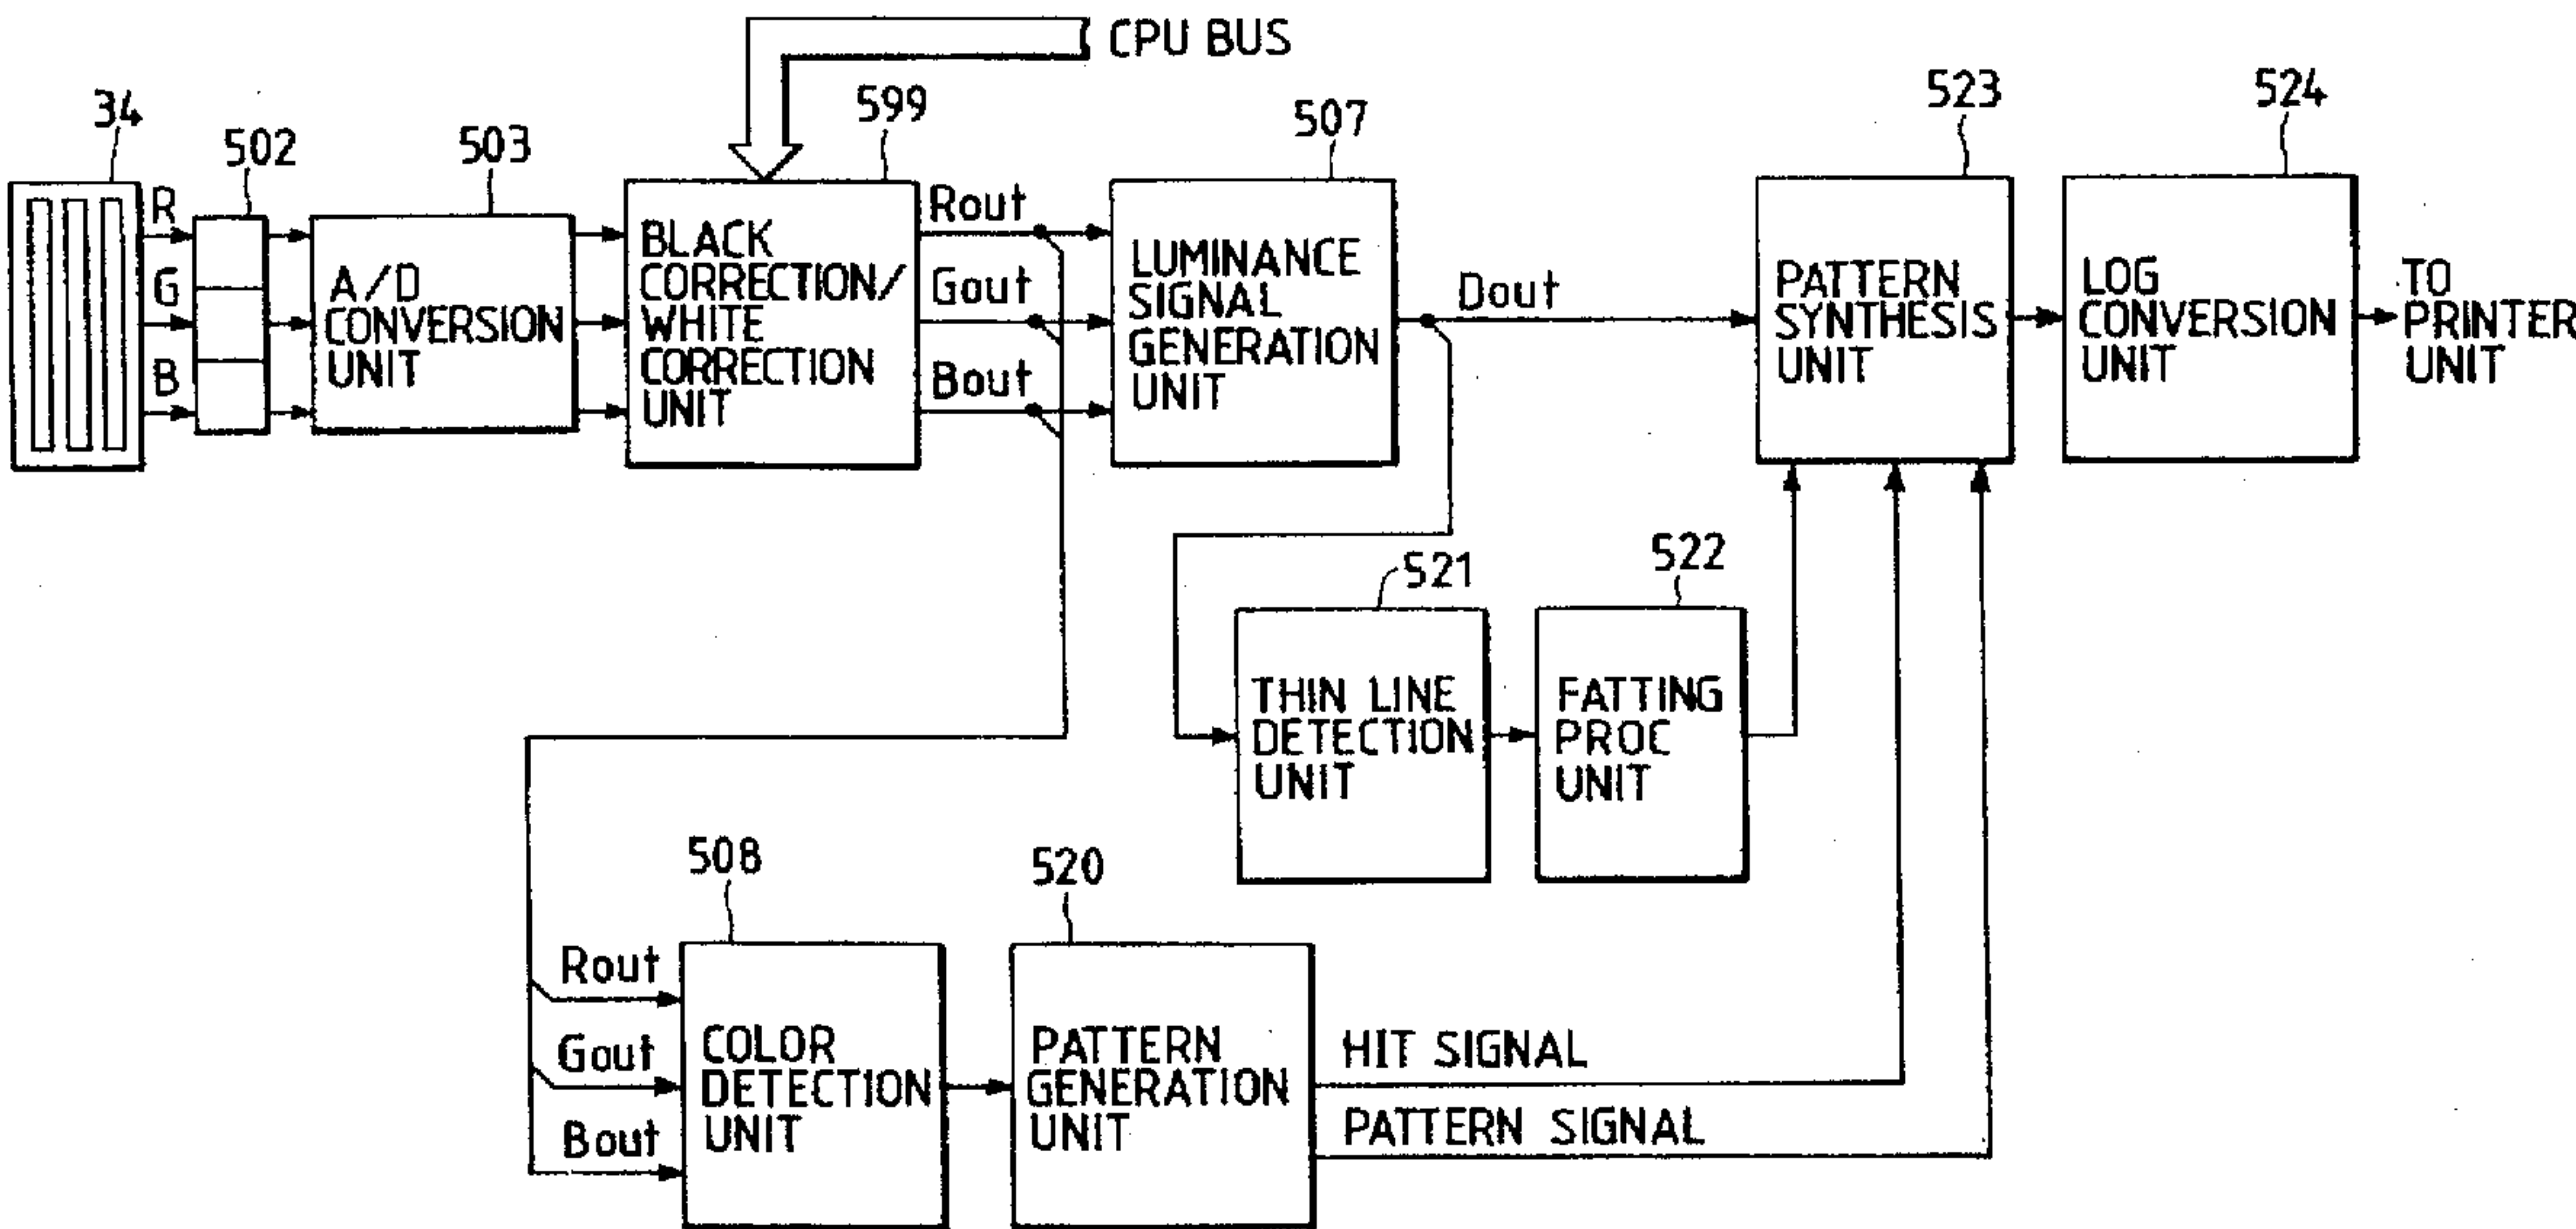 CPU BUS
34
502
503
599
507
523
524
R
G
B
A/D
CONVERSION
UNIT
BLACK
CORRECTION/
WHITE
CORRECTION
UNIT
Rout
Gout
Bout
LUMINANCE
SIGNAL
GENERATION
UNIT
Dout
PATTERN
SYNTHESIS
UNIT
LOG
CONVERSION
UNIT
TO
PRINTER
UNIT
521
522
THIN LINE
DETECTION
UNIT
FATTING
PROC
UNIT
508
520
Rout
Gout
Bout
COLOR
DETECTION
UNIT
PATTERN
GENERATION
UNIT
HIT SIGNAL
PATTERN SIGNAL